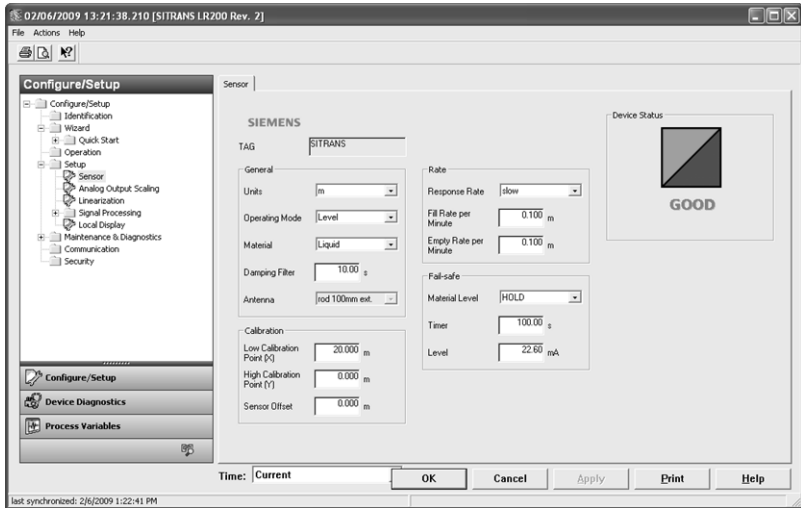 02/06/2009 13:21:38.210 [SITRANS LR200 Rev. 2]
File Actions Help
Configure/Setup
Configure/Setup
Identification
Wizard
Quick Start
Operation
Setup
Sensor
Analog Output Scaling
Linearization
Signal Processing
Local Display
Maintenance & Diagnostics
Communication
Security
Configure/Setup
Device Diagnostics
Process Variables
Sensor
SIEMENS
TAG SITRANS
General
Units m
Operating Mode Level
Material Liquid
Damping Filter 10.00 s
Antenna rod 100mm ext.
Calibration
Low Calibration Point (X) 20.000 m
High Calibration Point (Y) 0.000 m
Sensor Offset 0.000 m
Rate
Response Rate slow
Fill Rate per Minute 0.100 m
Empty Rate per Minute 0.100 m
Fail-safe
Material Level HOLD
Timer 100.00 s
Level 22.60 mA
Device Status
GOOD
Time: Current
OK Cancel Apply Print Help
last synchronized: 2/6/2009 1:22:41 PM